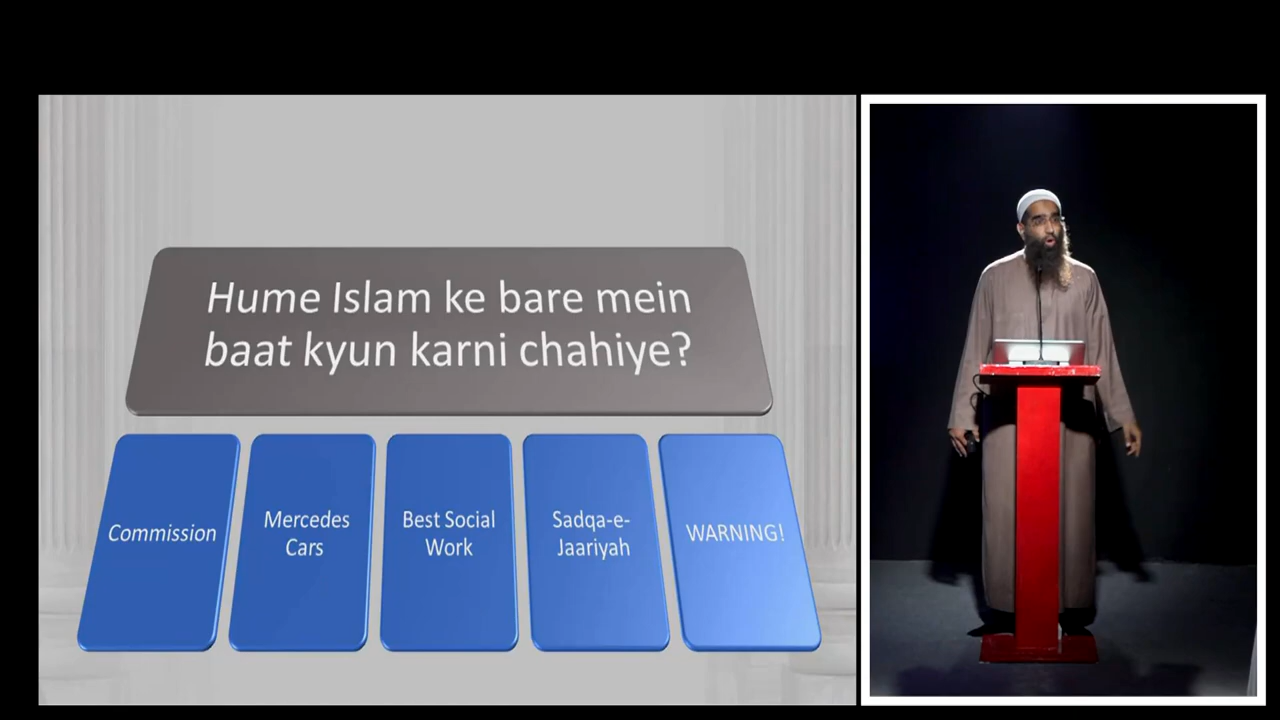 Hume Islam ke bare mein
baat kyun karni chahiye?
Commission
Mercedes
Cars
Best Social
Work
Sadqa-e-
Jaariyah
WARNING!